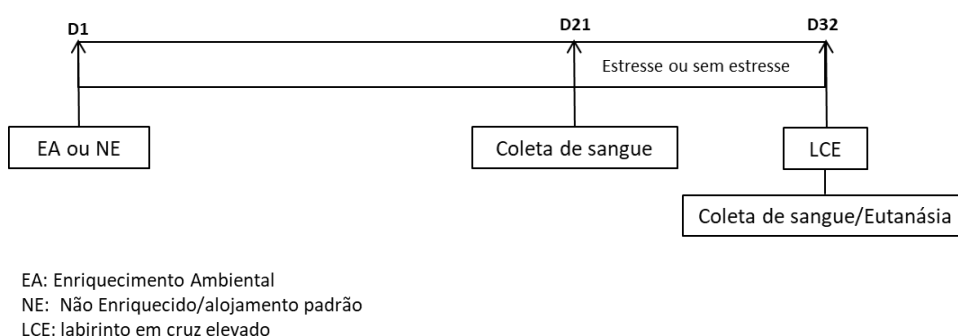 D1
D21
D32
Estresse ou sem estresse
EA ou NE
Coleta de sangue
LCE
Coleta de sangue/Eutanásia
EA: Enriquecimento Ambiental
NE: Não Enriquecido/alojamento padrão
LCE: labirinto em cruz elevado